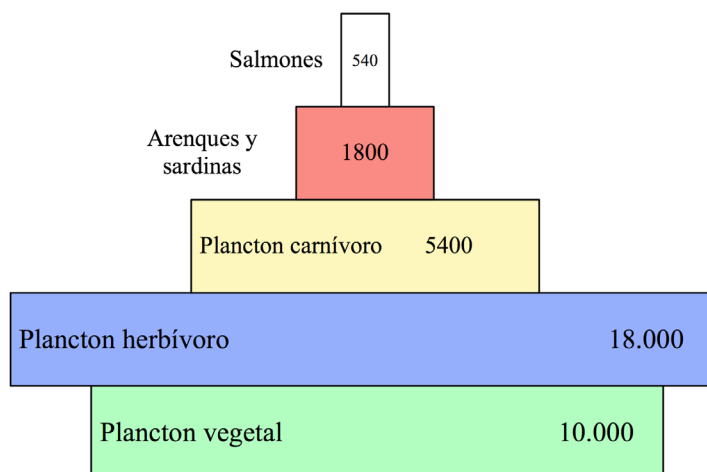 Salmones 540
Arenques y
sardinas
1800
Plancton carnívoro 5400
Plancton herbívoro 18.000
Plancton vegetal 10.000